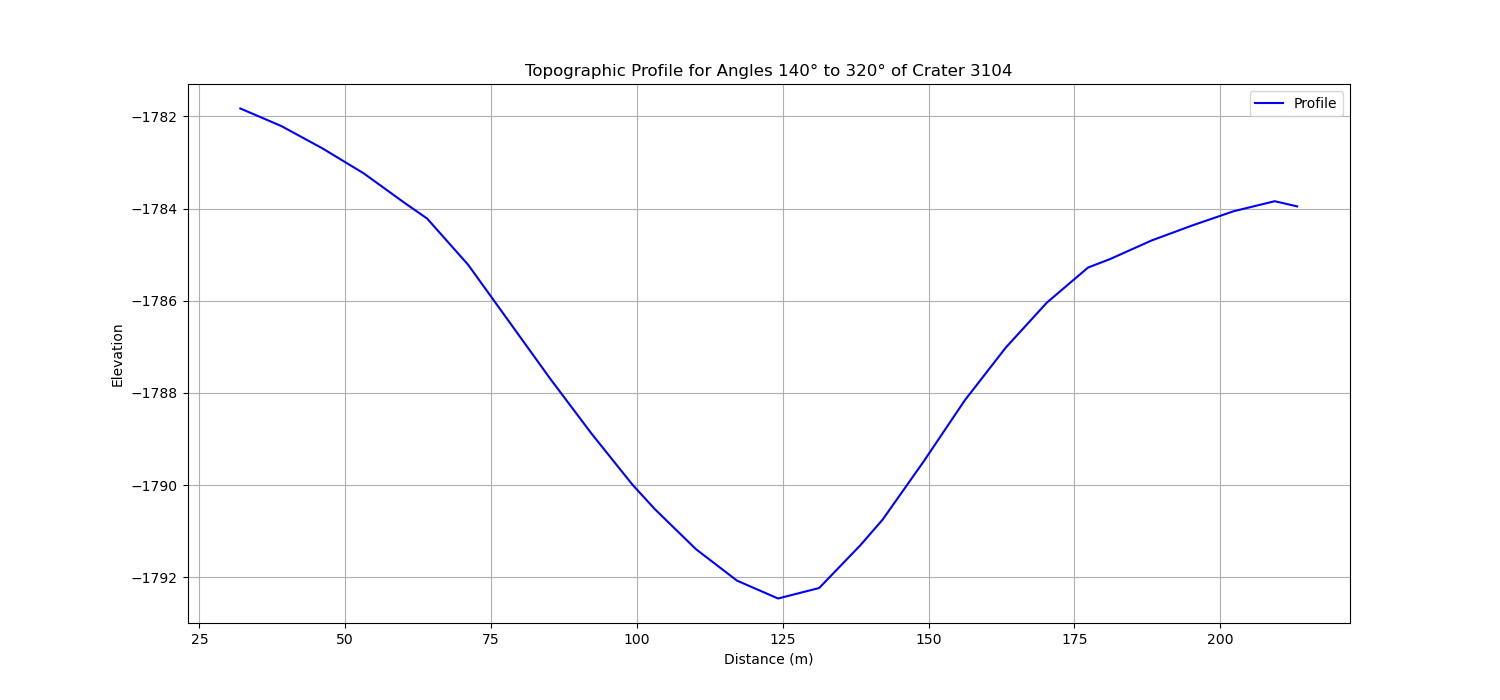 Topographic Profile for Angles 140° to 320° of Crater 3104
Profile
−1782
−1784
−1786
−1788
−1790
−1792
Elevation
25 50 75 100 125 150 175 200
Distance (m)